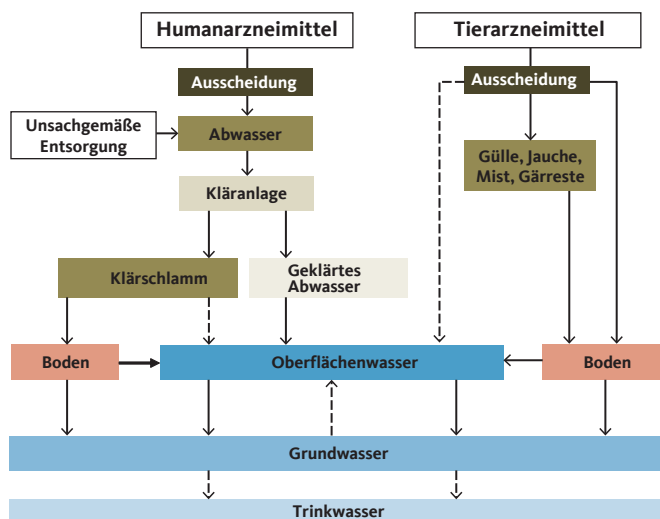 Humanarzneimittel
Tierarzneimittel
Ausscheidung
Ausscheidung
Unsachgemäße
Entsorgung
Abwasser
Gülle, Jauche,
Mist, Gärreste
Kläranlage
Klärschlamm
Geklärtes
Abwasser
Boden
Oberflächenwasser
Boden
Grundwasser
Trinkwasser